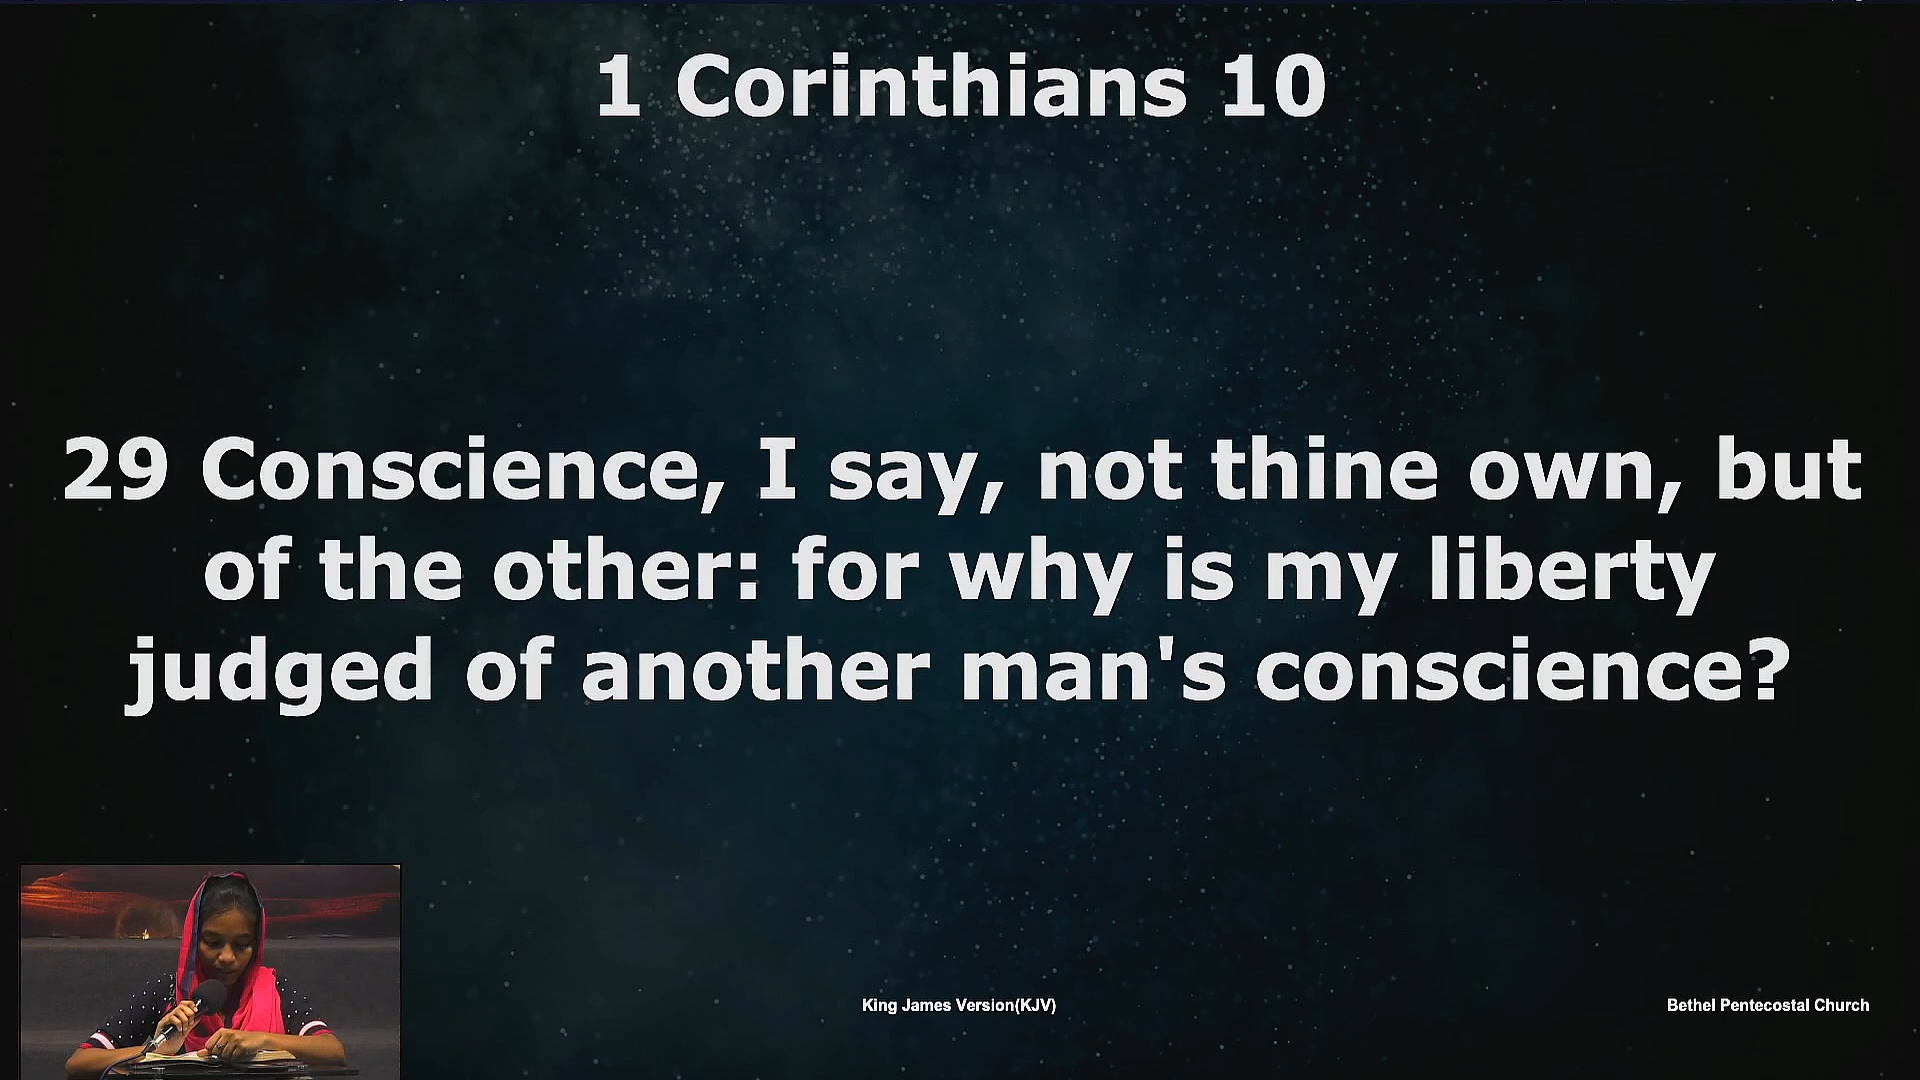 1 Corinthians 10
29 Conscience, I say, not thine own, but
of the other: for why is my liberty
judged of another man's conscience?
King James Version(KJV)
Bethel Pentecostal Church